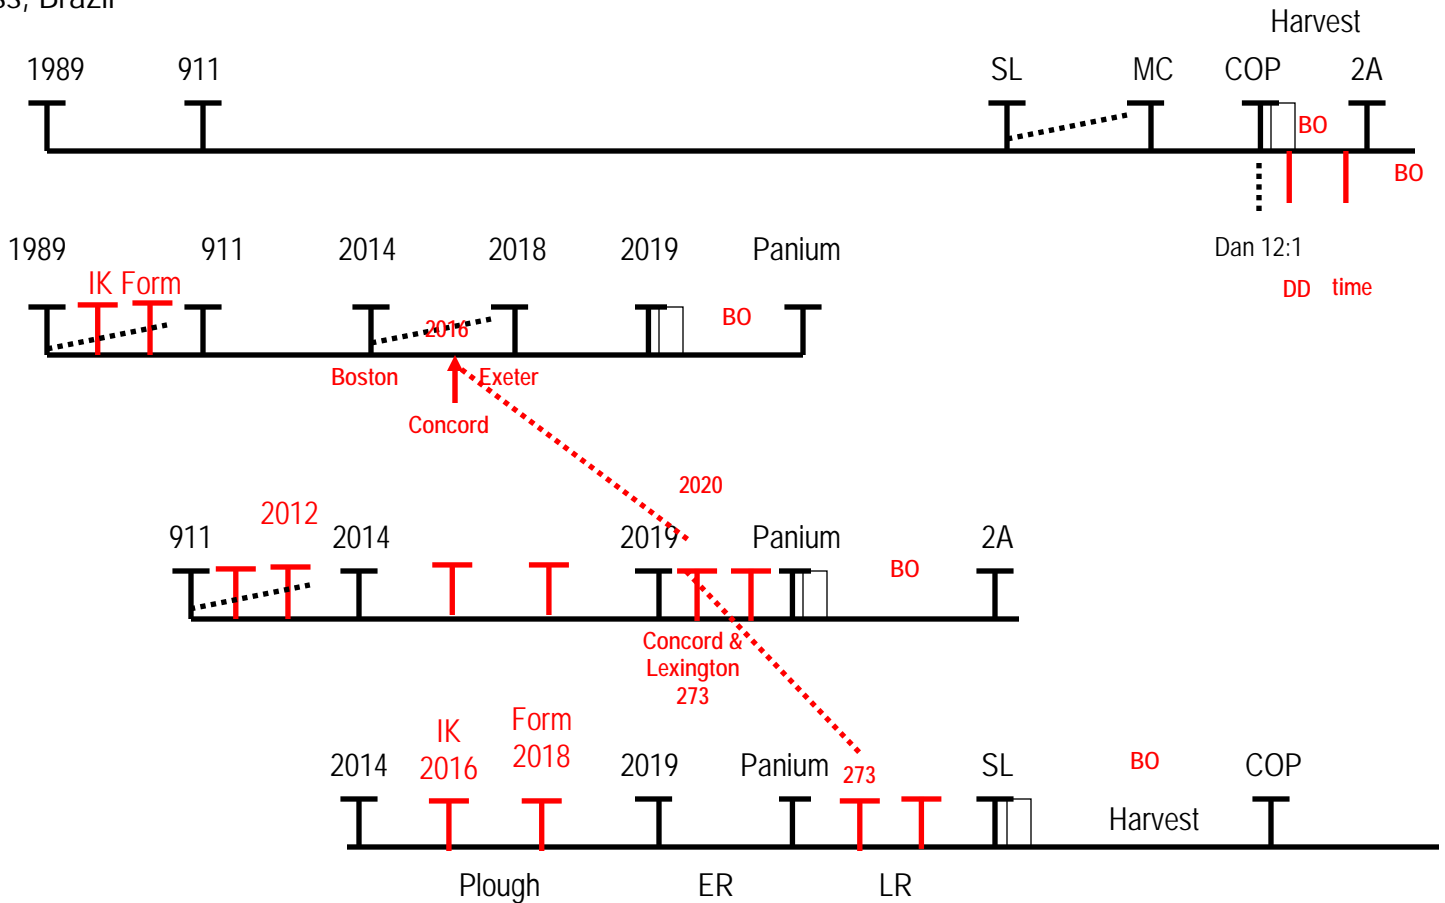 ss, Brazil
Harvest
1989 911 SL MC COP 2A
BO
BO
Dan 12:1
DD time
1989 911 2014 2018 2019 Panium
IK Form
2016 BO
Boston Exeter
Concord
2020
2012
911 2014 2019 Panium 2A
BO
Concord &
Lexington
273
IK Form
2016 2018
2014 2019 Panium 273 SL BO COP
Harvest
Plough ER LR